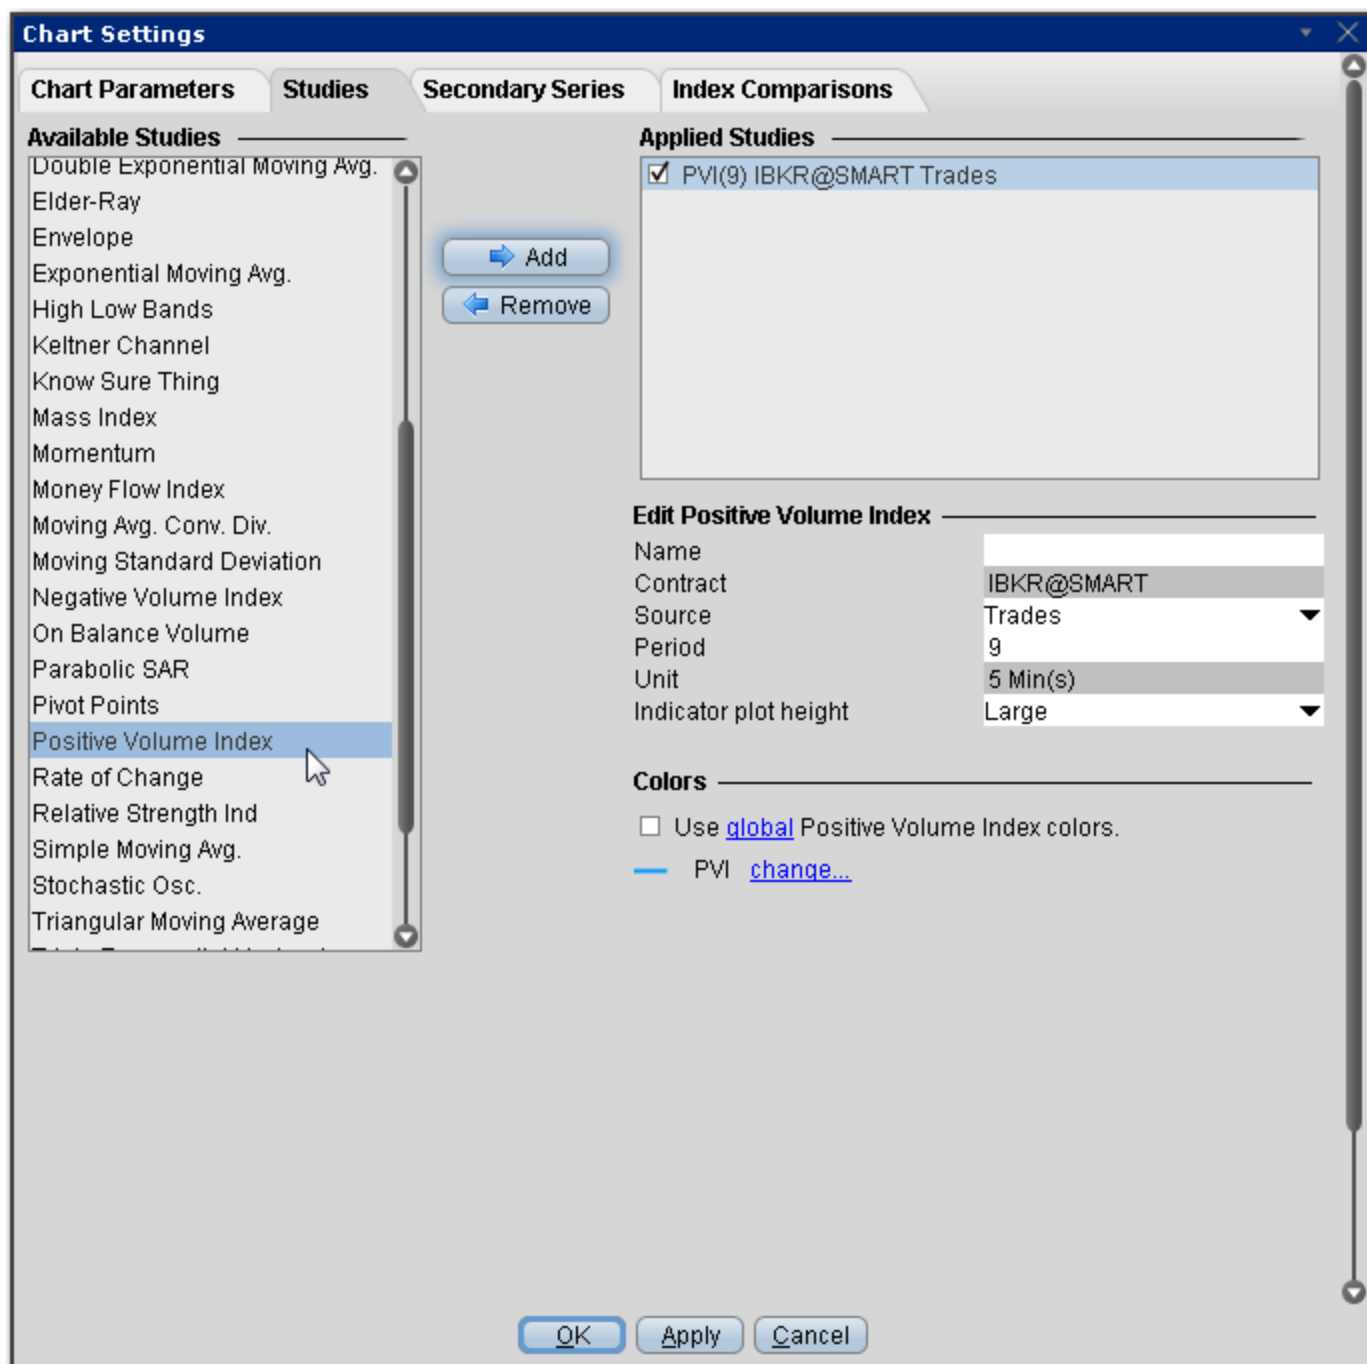 Chart Settings
Chart Parameters
Studies
Secondary Series
Index Comparisons
Available Studies
Double Exponential Moving Avg.
Elder-Ray
Envelope
Exponential Moving Avg.
High Low Bands
Keltner Channel
Know Sure Thing
Mass Index
Momentum
Money Flow Index
Moving Avg. Conv. Div.
Moving Standard Deviation
Negative Volume Index
On Balance Volume
Parabolic SAR
Pivot Points
Positive Volume Index
Rate of Change
Relative Strength Ind
Simple Moving Avg.
Stochastic Osc.
Triangular Moving Average
Add
Remove
Applied Studies
PVI(9) IBKR@SMART Trades
Edit Positive Volume Index
Name
Contract IBKR@SMART
Source Trades
Period 9
Unit 5 Min(s)
Indicator plot height Large
Colors
Use global Positive Volume Index colors.
PVI change...
OK
Apply
Cancel